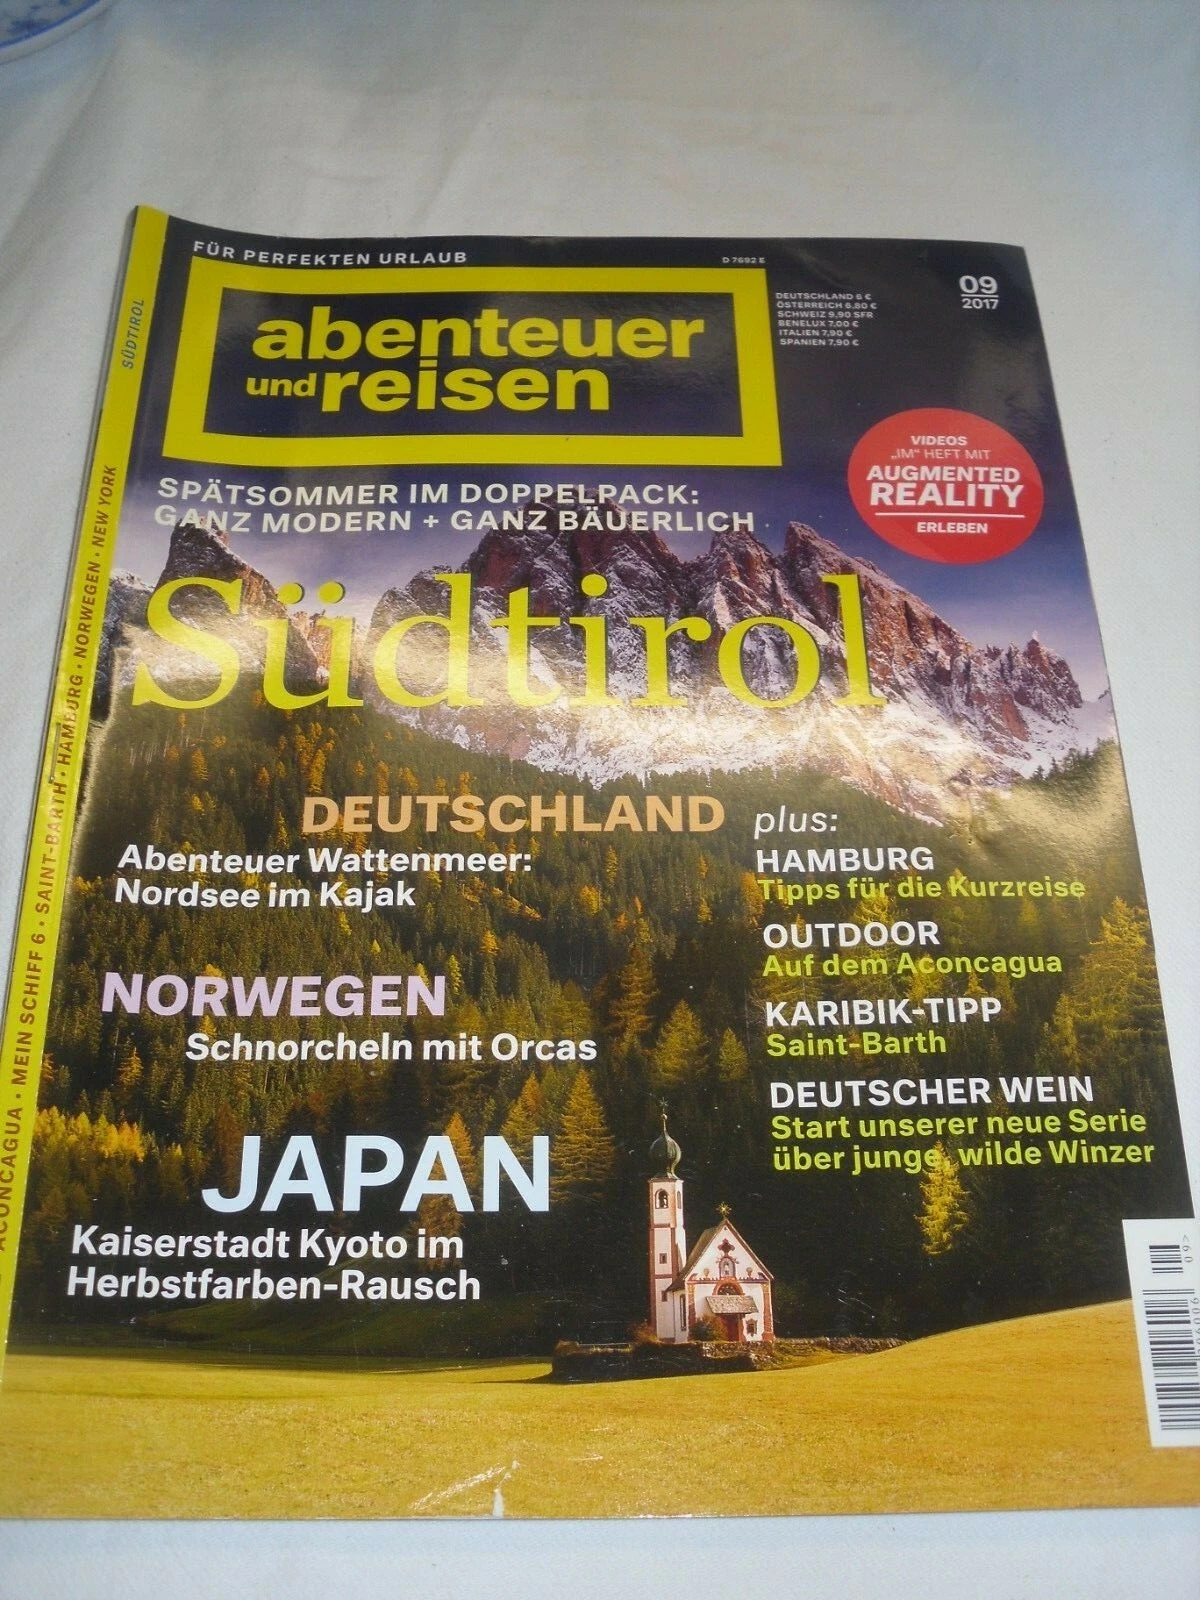 FÜR PERFEKTEN URLAUB
D 7692 E
abenteuer
und reisen
DEUTSCHLAND 6 €
ÖSTERREICH 6,80 €
SCHWEIZ 9,90 SFR
BENELUX 7,00 €
ITALIEN 7,90 €
SPANIEN 7,90 €
09
2017
VIDEOS
„IM“ HEFT MIT
AUGMENTED
REALITY
ERLEBEN
SPÄTSOMMER IM DOPPELPACK:
GANZ MODERN + GANZ BÄUERLICH
Südtirol
DEUTSCHLAND
Abenteuer Wattenmeer:
Nordsee im Kajak
NORWEGEN
Schnorcheln mit Orcas
JAPAN
Kaiserstadt Kyoto im
Herbstfarben-Rausch
plus:
HAMBURG
Tipps für die Kurzreise
OUTDOOR
Auf dem Aconcagua
KARIBIK-TIPP
Saint-Barth
DEUTSCHER WEIN
Start unserer neue Serie
über junge, wilde Winzer
ACONCAGUA · MEIN SCHIFF 6 · SAINT-BARTH · HAMBURG · NORWEGEN · NEW YORK
SÜDTIROL
09>